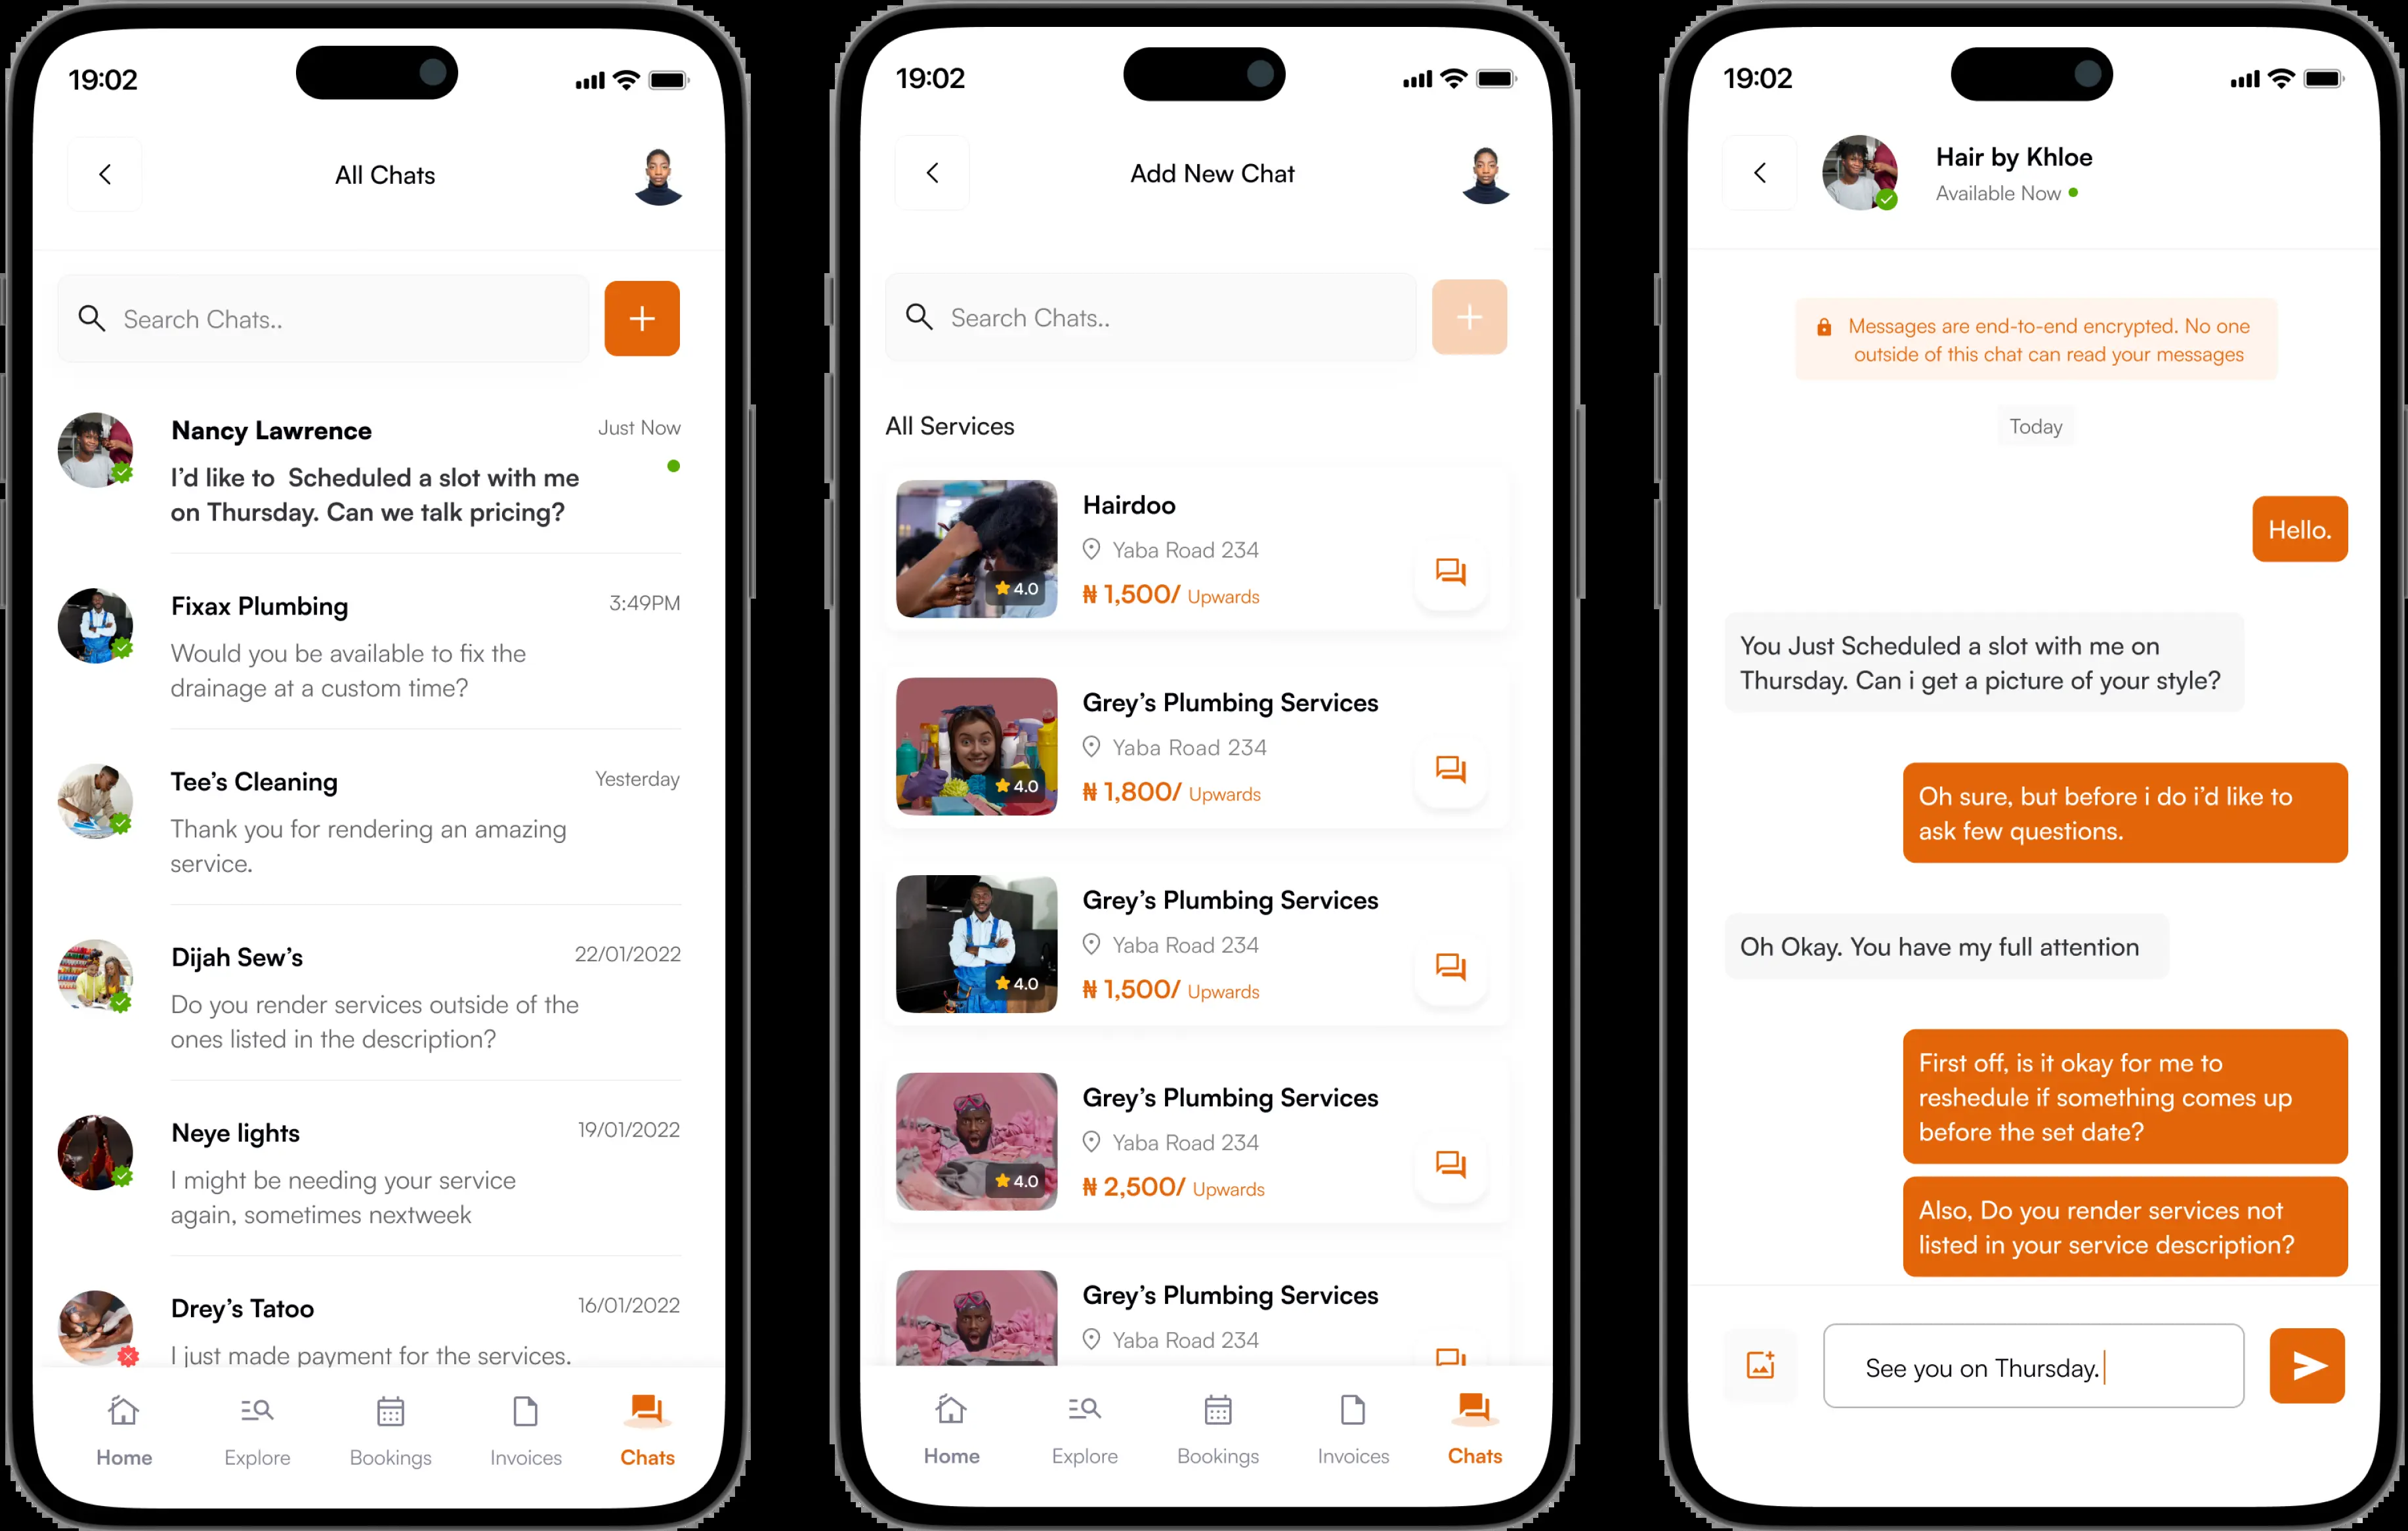 19:02
All Chats
Search Chats..
Nancy Lawrence
Just Now
I’d like to  Scheduled a slot with me
on Thursday. Can we talk pricing?
Fixax Plumbing
3:49PM
Would you be available to fix the
drainage at a custom time?
Tee’s Cleaning
Yesterday
Thank you for rendering an amazing
service.
Dijah Sew’s
22/01/2022
Do you render services outside of the
ones listed in the description?
Neye lights
19/01/2022
I might be needing your service
again, sometimes nextweek
Drey’s Tatoo
16/01/2022
I just made payment for the services.
Home
Explore
Bookings
Invoices
Chats
19:02
Add New Chat
Search Chats..
All Services
Hairdoo
Yaba Road 234
4.0
₦ 1,500/ Upwards
Grey’s Plumbing Services
Yaba Road 234
4.0
₦ 1,800/ Upwards
Grey’s Plumbing Services
Yaba Road 234
4.0
₦ 1,500/ Upwards
Grey’s Plumbing Services
Yaba Road 234
4.0
₦ 2,500/ Upwards
Grey’s Plumbing Services
Yaba Road 234
Home
Explore
Bookings
Invoices
Chats
19:02
Hair by Khloe
Available Now
Messages are end-to-end encrypted. No one
outside of this chat can read your messages
Today
Hello.
You Just Scheduled a slot with me on
Thursday. Can i get a picture of your style?
Oh sure, but before i do i’d like to
ask few questions.
Oh Okay. You have my full attention
First off, is it okay for me to
reshedule if something comes up
before the set date?
Also, Do you render services not
listed in your service description?
See you on Thursday.